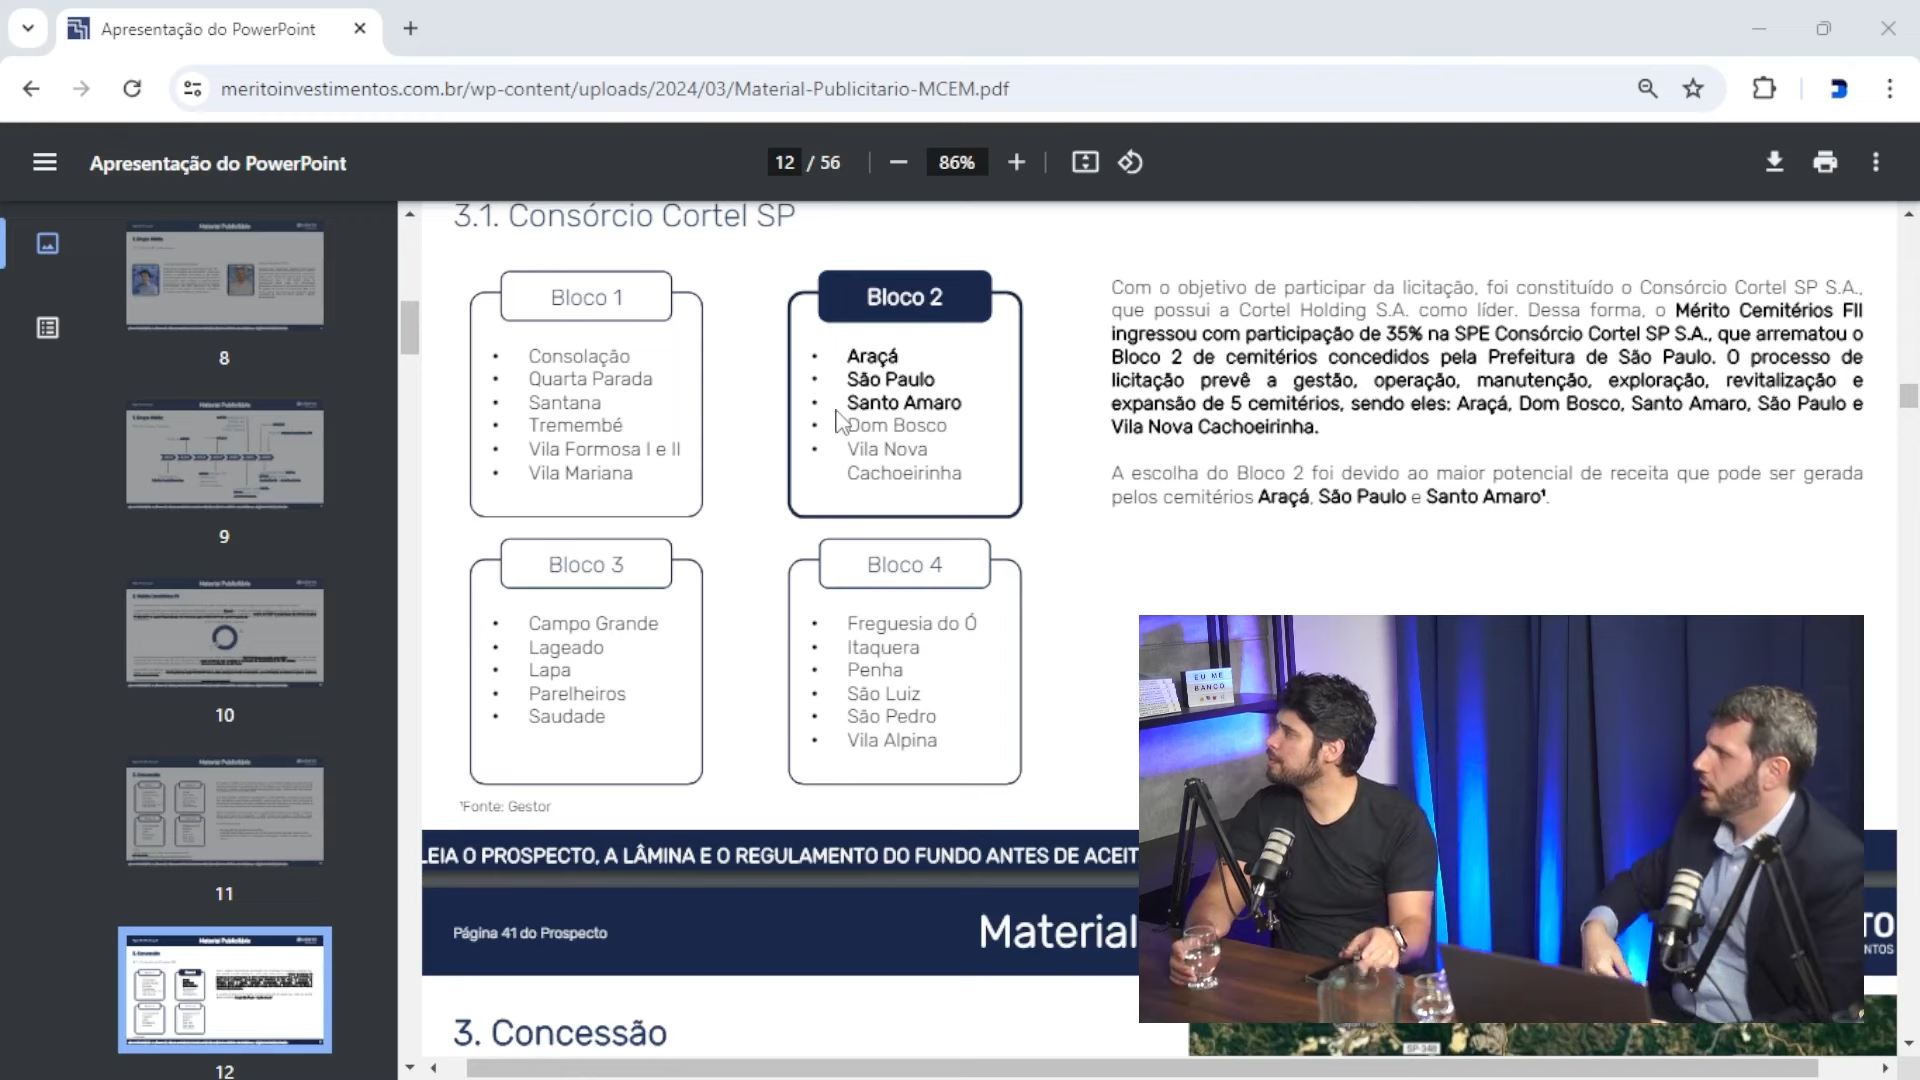 Apresentação do PowerPoint
meritoinvestimentos.com.br/wp-content/uploads/2024/03/Material-Publicitario-MCEM.pdf
Apresentação do PowerPoint
12 / 56
86%
8
9
10
11
12
3.1. Consórcio Cortel SP
Bloco 1
• Consolação
• Quarta Parada
• Santana
• Tremembé
• Vila Formosa I e II
• Vila Mariana
Bloco 2
• Araçá
• São Paulo
• Santo Amaro
• Dom Bosco
• Vila Nova
Cachoeirinha
Bloco 3
• Campo Grande
• Lageado
• Lapa
• Parelheiros
• Saudade
Bloco 4
• Freguesia do Ó
• Itaquera
• Penha
• São Luiz
• São Pedro
• Vila Alpina
¹Fonte: Gestor
Com o objetivo de participar da licitação, foi constituído o Consórcio Cortel SP S.A.,
que possui a Cortel Holding S.A. como líder. Dessa forma, o Mérito Cemitérios FII
ingressou com participação de 35% na SPE Consórcio Cortel SP S.A., que arrematou o
Bloco 2 de cemitérios concedidos pela Prefeitura de São Paulo. O processo de
licitação prevê a gestão, operação, manutenção, exploração, revitalização e
expansão de 5 cemitérios, sendo eles: Araçá, Dom Bosco, Santo Amaro, São Paulo e
Vila Nova Cachoeirinha.
A escolha do Bloco 2 foi devido ao maior potencial de receita que pode ser gerada
pelos cemitérios Araçá, São Paulo e Santo Amaro¹.
LEIA O PROSPECTO, A LÂMINA E O REGULAMENTO DO FUNDO ANTES DE ACEIT
Página 41 do Prospecto
Material
TO
NTOS
3. Concessão
EU ME
BANCO
SP-348